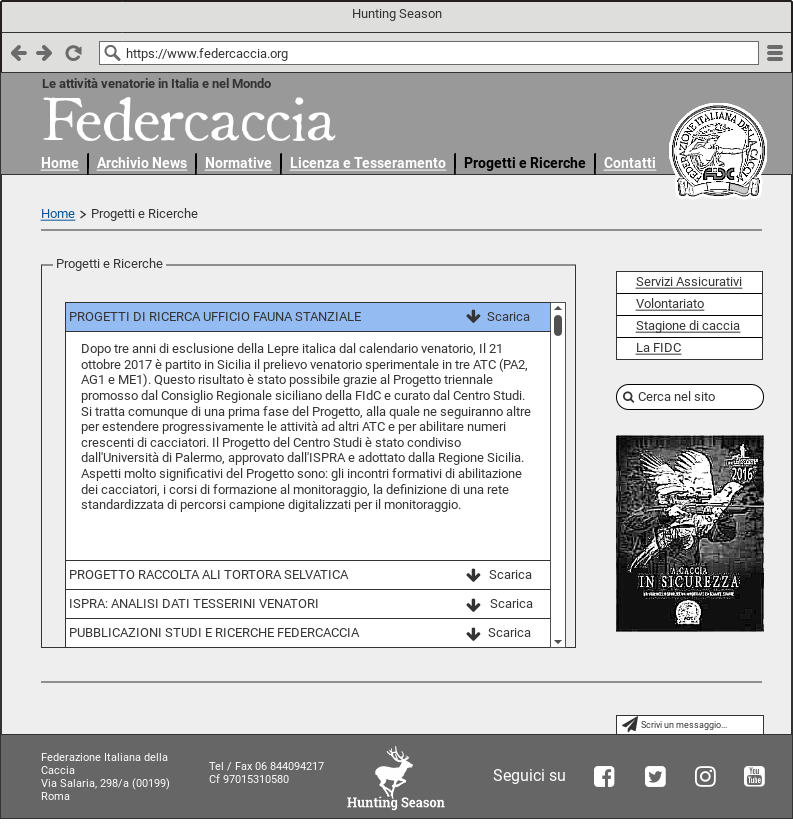 Hunting Season
https://www.federcaccia.org
Le attività venatorie in Italia e nel Mondo
Federcaccia
Home Archivio News Normative Licenza e Tesseramento Progetti e Ricerche Contatti
FEDERAZIONE ITALIANA DELLA CACCIA
FIDC
Home > Progetti e Ricerche
Progetti e Ricerche
PROGETTI DI RICERCA UFFICIO FAUNA STANZIALE Scarica
Dopo tre anni di esclusione della Lepre italica dal calendario venatorio, Il 21
ottobre 2017 è partito in Sicilia il prelievo venatorio sperimentale in tre ATC (PA2,
AG1 e ME1). Questo risultato è stato possibile grazie al Progetto triennale
promosso dal Consiglio Regionale siciliano della FIdC e curato dal Centro Studi.
Si tratta comunque di una prima fase del Progetto, alla quale ne seguiranno altre
per estendere progressivamente le attività ad altri ATC e per abilitare numeri
crescenti di cacciatori. Il Progetto del Centro Studi è stato condiviso
dall'Università di Palermo, approvato dall'ISPRA e adottato dalla Regione Sicilia.
Aspetti molto significativi del Progetto sono: gli incontri formativi di abilitazione
dei cacciatori, i corsi di formazione al monitoraggio, la definizione di una rete
standardizzata di percorsi campione digitalizzati per il monitoraggio.
PROGETTO RACCOLTA ALI TORTORA SELVATICA Scarica
ISPRA: ANALISI DATI TESSERINI VENATORI Scarica
PUBBLICAZIONI STUDI E RICERCHE FEDERCACCIA Scarica
Servizi Assicurativi
Volontariato
Stagione di caccia
La FIDC
Cerca nel sito
2016
A CACCIA
IN SICUREZZA
Scrivi un messaggio...
Federazione Italiana della
Caccia
Via Salaria, 298/a (00199)
Roma
Tel / Fax 06 844094217
Cf 97015310580
Hunting Season
Seguici su
You
Tube